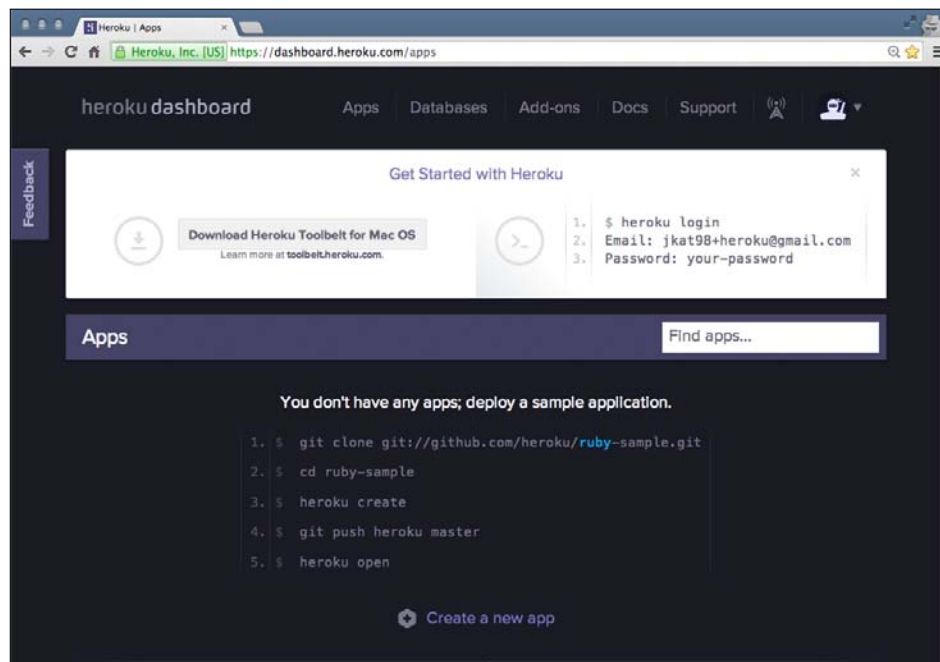 Heroku | Apps
Heroku, Inc. [US] https://dashboard.heroku.com/apps
heroku dashboard
Apps Databases Add-ons Docs Support
Feedback
Get Started with Heroku
Download Heroku Toolbelt for Mac OS
Learn more at toolbelt.heroku.com.
1. $ heroku login
2. Email: jkat98+heroku@gmail.com
3. Password: your-password
Apps
Find apps...
You don't have any apps; deploy a sample application.
1. $ git clone git://github.com/heroku/ruby-sample.git
2. $ cd ruby-sample
3. $ heroku create
4. $ git push heroku master
5. $ heroku open
Create a new app